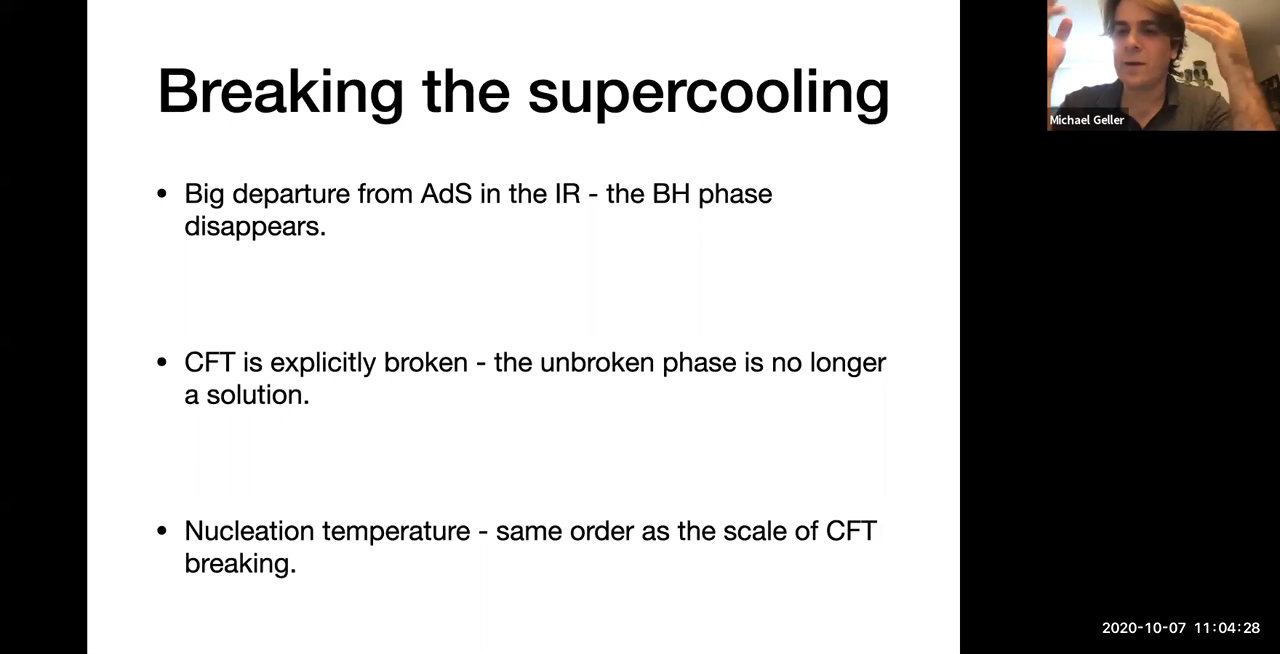 Breaking the supercooling
Michael Geller
• Big departure from AdS in the IR - the BH phase
disappears.
• CFT is explicitly broken - the unbroken phase is no longer
a solution.
• Nucleation temperature - same order as the scale of CFT
breaking.
2020-10-07 11:04:28